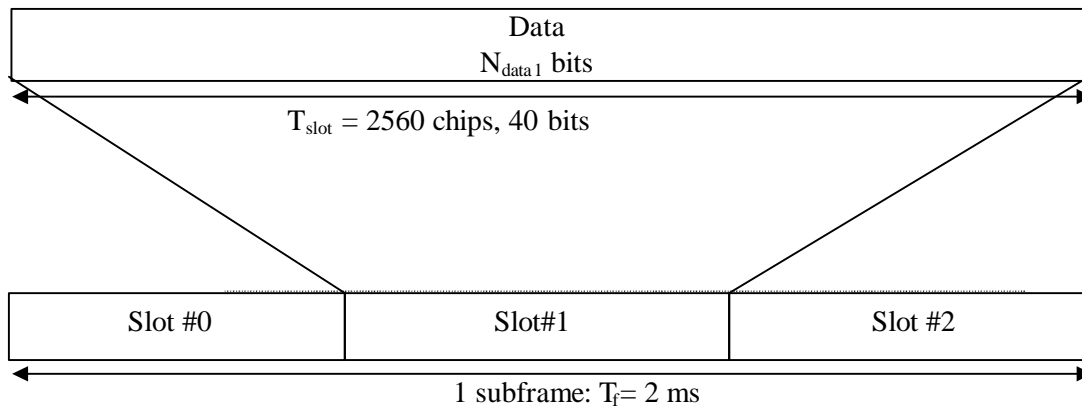 Data
N_data1 bits
T_slot = 2560 chips, 40 bits
Slot #0 Slot#1 Slot #2
1 subframe: T_f = 2 ms